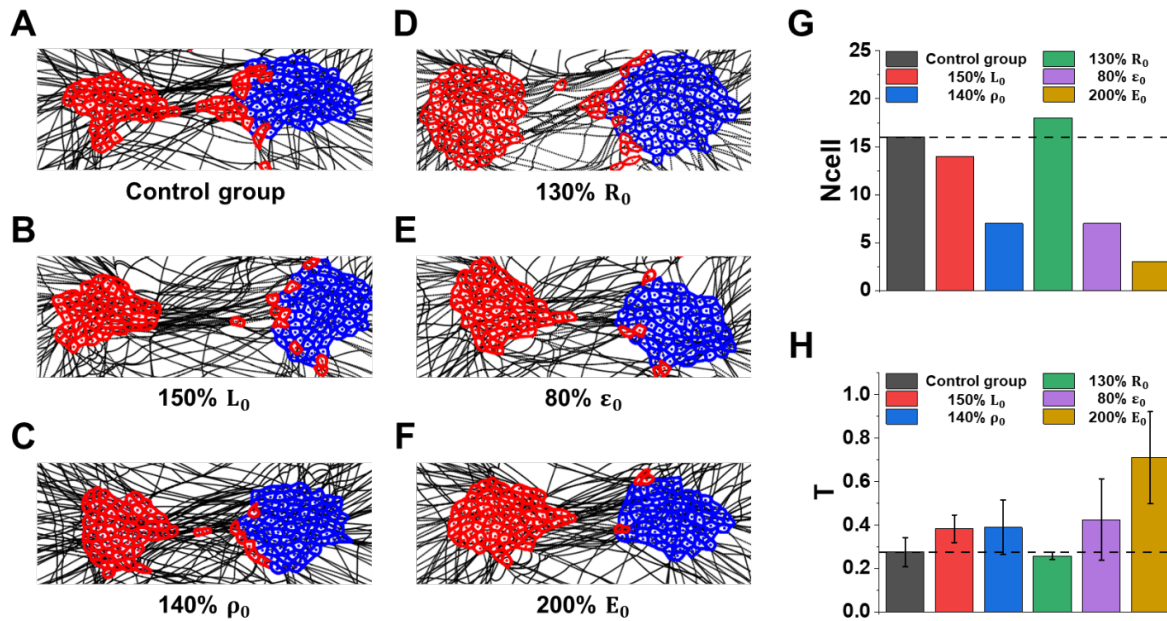 A
Control group
B
150% L₀
C
140% ρ₀
D
130% R₀
E
80% ε₀
F
200% E₀
G
25
20
15
10
5
0
Ncell
Control group
150% L₀
140% ρ₀
130% R₀
80% ε₀
200% E₀
H
1.0
0.8
0.6
0.4
0.2
0.0
T
Control group
150% L₀
140% ρ₀
130% R₀
80% ε₀
200% E₀